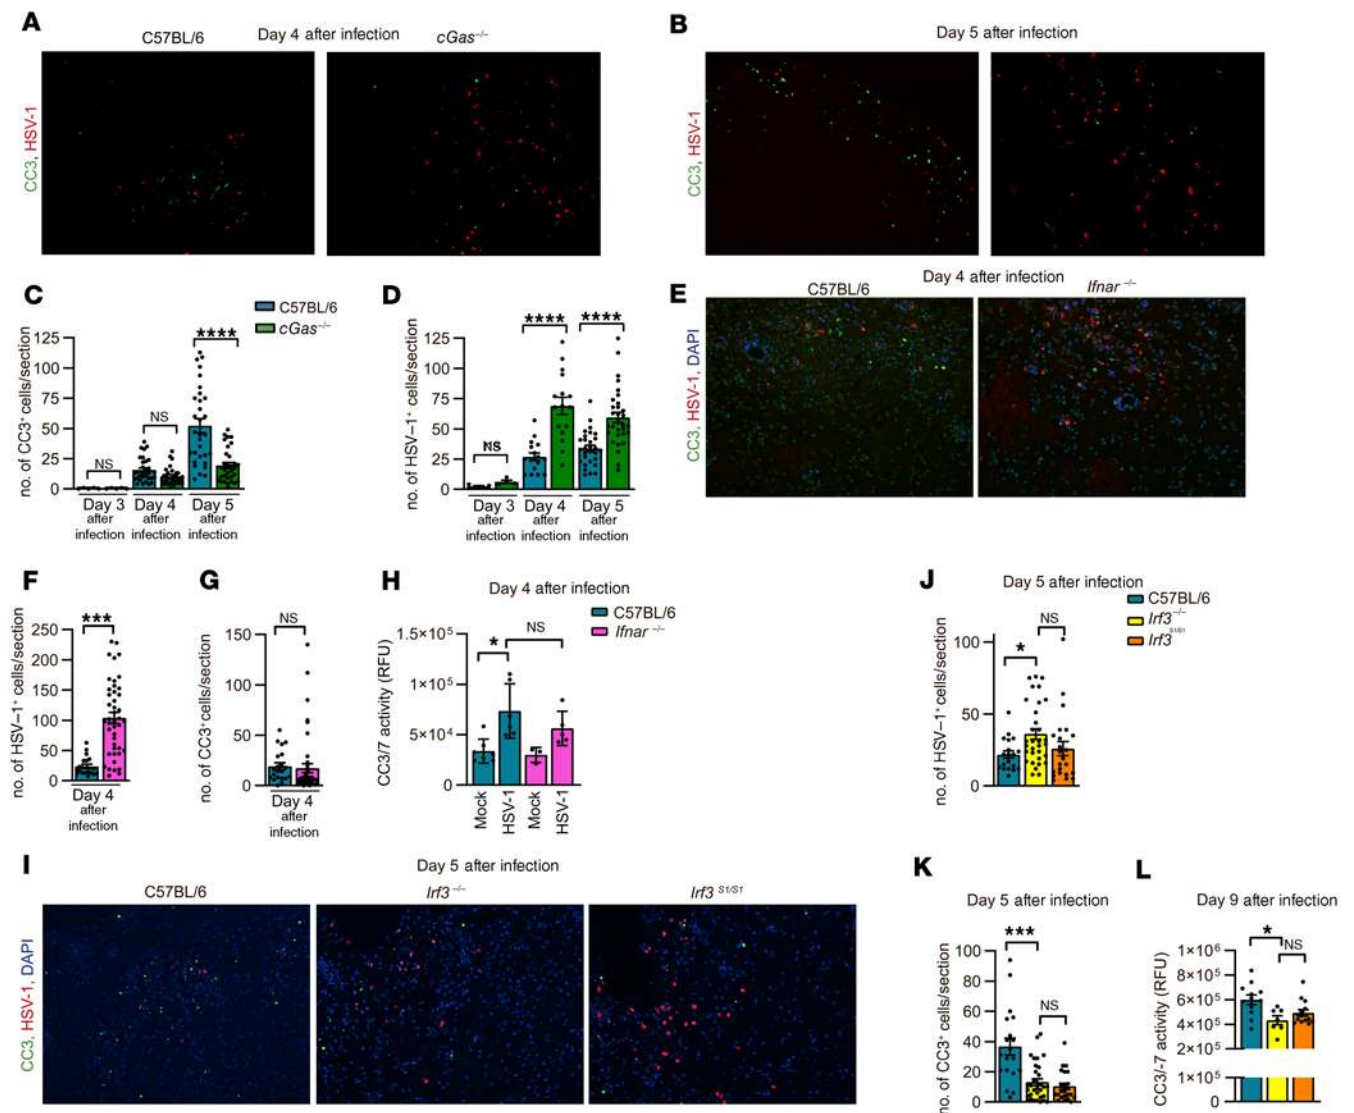 A
C57BL/6
Day 4 after infection
cGas⁻/⁻
CC3, HSV-1
B
Day 5 after infection
CC3, HSV-1
C
C57BL/6
cGas⁻/⁻
no. of CC3⁺ cells/section
125
100
75
50
25
0
NS
NS
****
Day 3 after infection
Day 4 after infection
Day 5 after infection
D
no. of HSV–1⁺ cells/section
125
100
75
50
25
0
NS
****
****
Day 3 after infection
Day 4 after infection
Day 5 after infection
E
Day 4 after infection
C57BL/6
Ifnar ⁻/⁻
CC3, HSV-1, DAPI
F
no. of HSV–1⁺ cells/section
250
200
150
100
50
0
***
Day 4
after
infection
G
no. of CC3⁺cells/section
150
100
50
0
NS
Day 4
after
infection
H
Day 4 after infection
C57BL/6
Ifnar ⁻/⁻
CC3/7 activity (RFU)
1.5×10⁵
1×10⁵
5×10⁴
0
*
NS
Mock
HSV-1
Mock
HSV-1
J
Day 5 after infection
C57BL/6
Irf3⁻/⁻
Irf3 S1/S1
no. of HSV–1⁺cells/section
100
50
0
*
NS
I
Day 5 after infection
C57BL/6
Irf3 ⁻/⁻
Irf3 S1/S1
CC3, HSV-1, DAPI
K
Day 5 after infection
no. of CC3⁺ cells/section
100
80
60
40
20
0
***
NS
L
Day 9 after infection
CC3/-7 activity (RFU)
1×10⁶
8×10⁵
6×10⁵
4×10⁵
2×10⁵
1×10⁵
0
*
NS